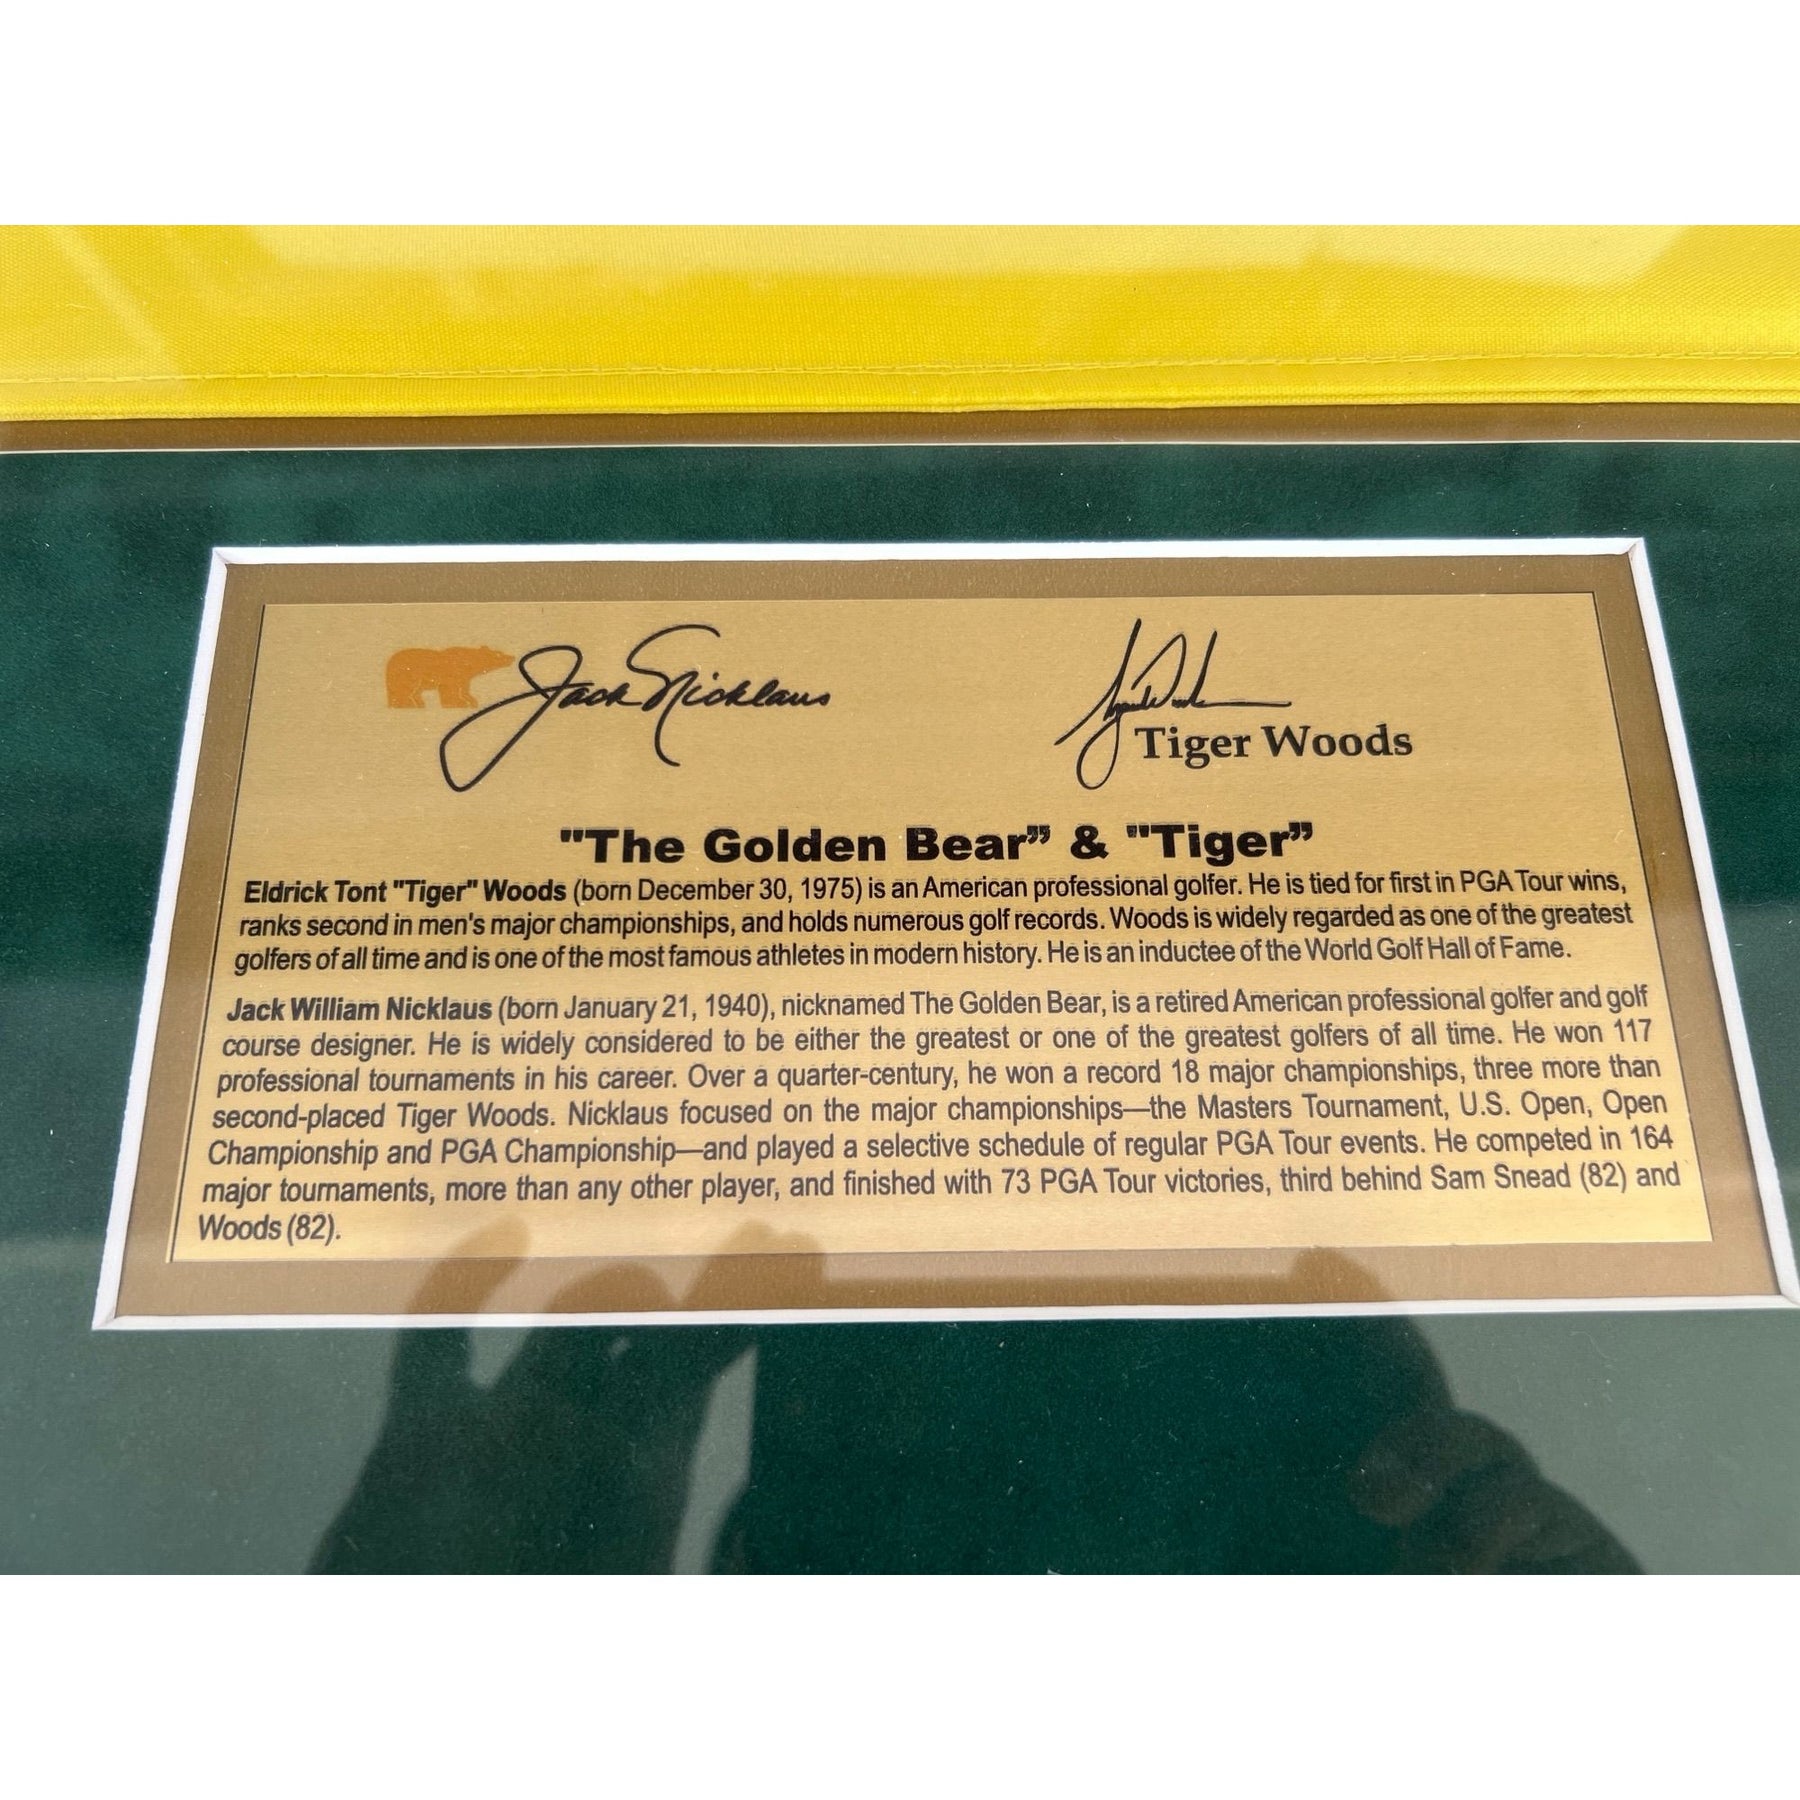 Jack Nicklaus
Tiger Woods
Tiger Woods
"The Golden Bear” & "Tiger”
Eldrick Tont "Tiger" Woods (born December 30, 1975) is an American professional golfer. He is tied for first in PGA Tour wins,
ranks second in men's major championships, and holds numerous golf records. Woods is widely regarded as one of the greatest
golfers of all time and is one of the most famous athletes in modern history. He is an inductee of the World Golf Hall of Fame.
Jack William Nicklaus (born January 21, 1940), nicknamed The Golden Bear, is a retired American professional golfer and golf
course designer. He is widely considered to be either the greatest or one of the greatest golfers of all time. He won 117
professional tournaments in his career. Over a quarter-century, he won a record 18 major championships, three more than
second-placed Tiger Woods. Nicklaus focused on the major championships—the Masters Tournament, U.S. Open, Open
Championship and PGA Championship—and played a selective schedule of regular PGA Tour events. He competed in 164
major tournaments, more than any other player, and finished with 73 PGA Tour victories, third behind Sam Snead (82) and
Woods (82).